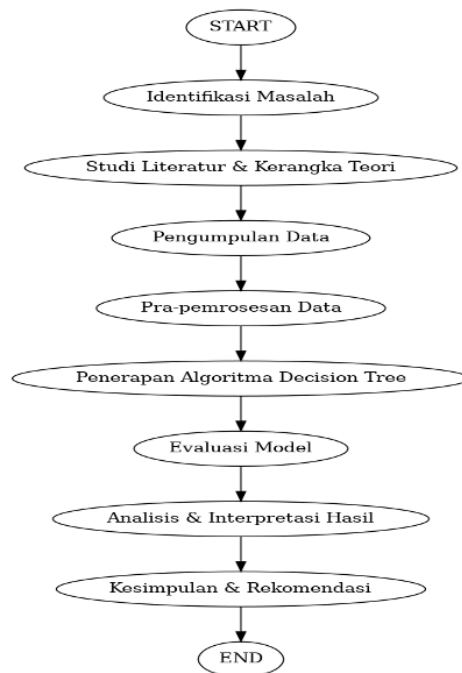 START
Identifikasi Masalah
Studi Literatur & Kerangka Teori
Pengumpulan Data
Pra-pemrosesan Data
Penerapan Algoritma Decision Tree
Evaluasi Model
Analisis & Interpretasi Hasil
Kesimpulan & Rekomendasi
END